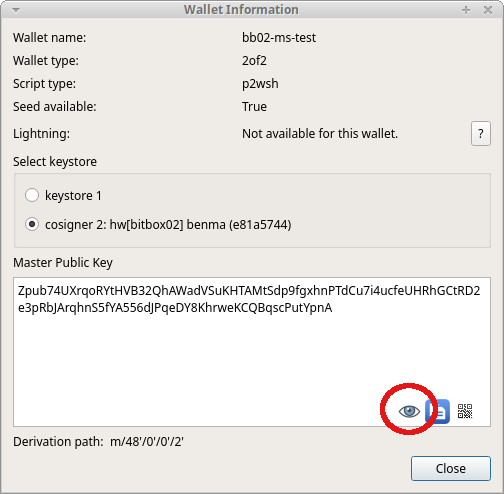 Wallet Information
Wallet name: bb02-ms-test
Wallet type: 2of2
Script type: p2wsh
Seed available: True
Lightning: Not available for this wallet. ?
Select keystore
keystore 1
cosigner 2: hw[bitbox02] benma (e81a5744)
Master Public Key
Zpub74UXrqoRYtHVB32QhAWadVSuKHTAMtSdp9fgxhnPTdCu7i4ucfeUHRhGCtRD2
e3pRbJArqhnS5fYA556dJPqeDY8KhrweKCQBqscPutYpnA
Derivation path: m/48'/0'/0'/2'
Close